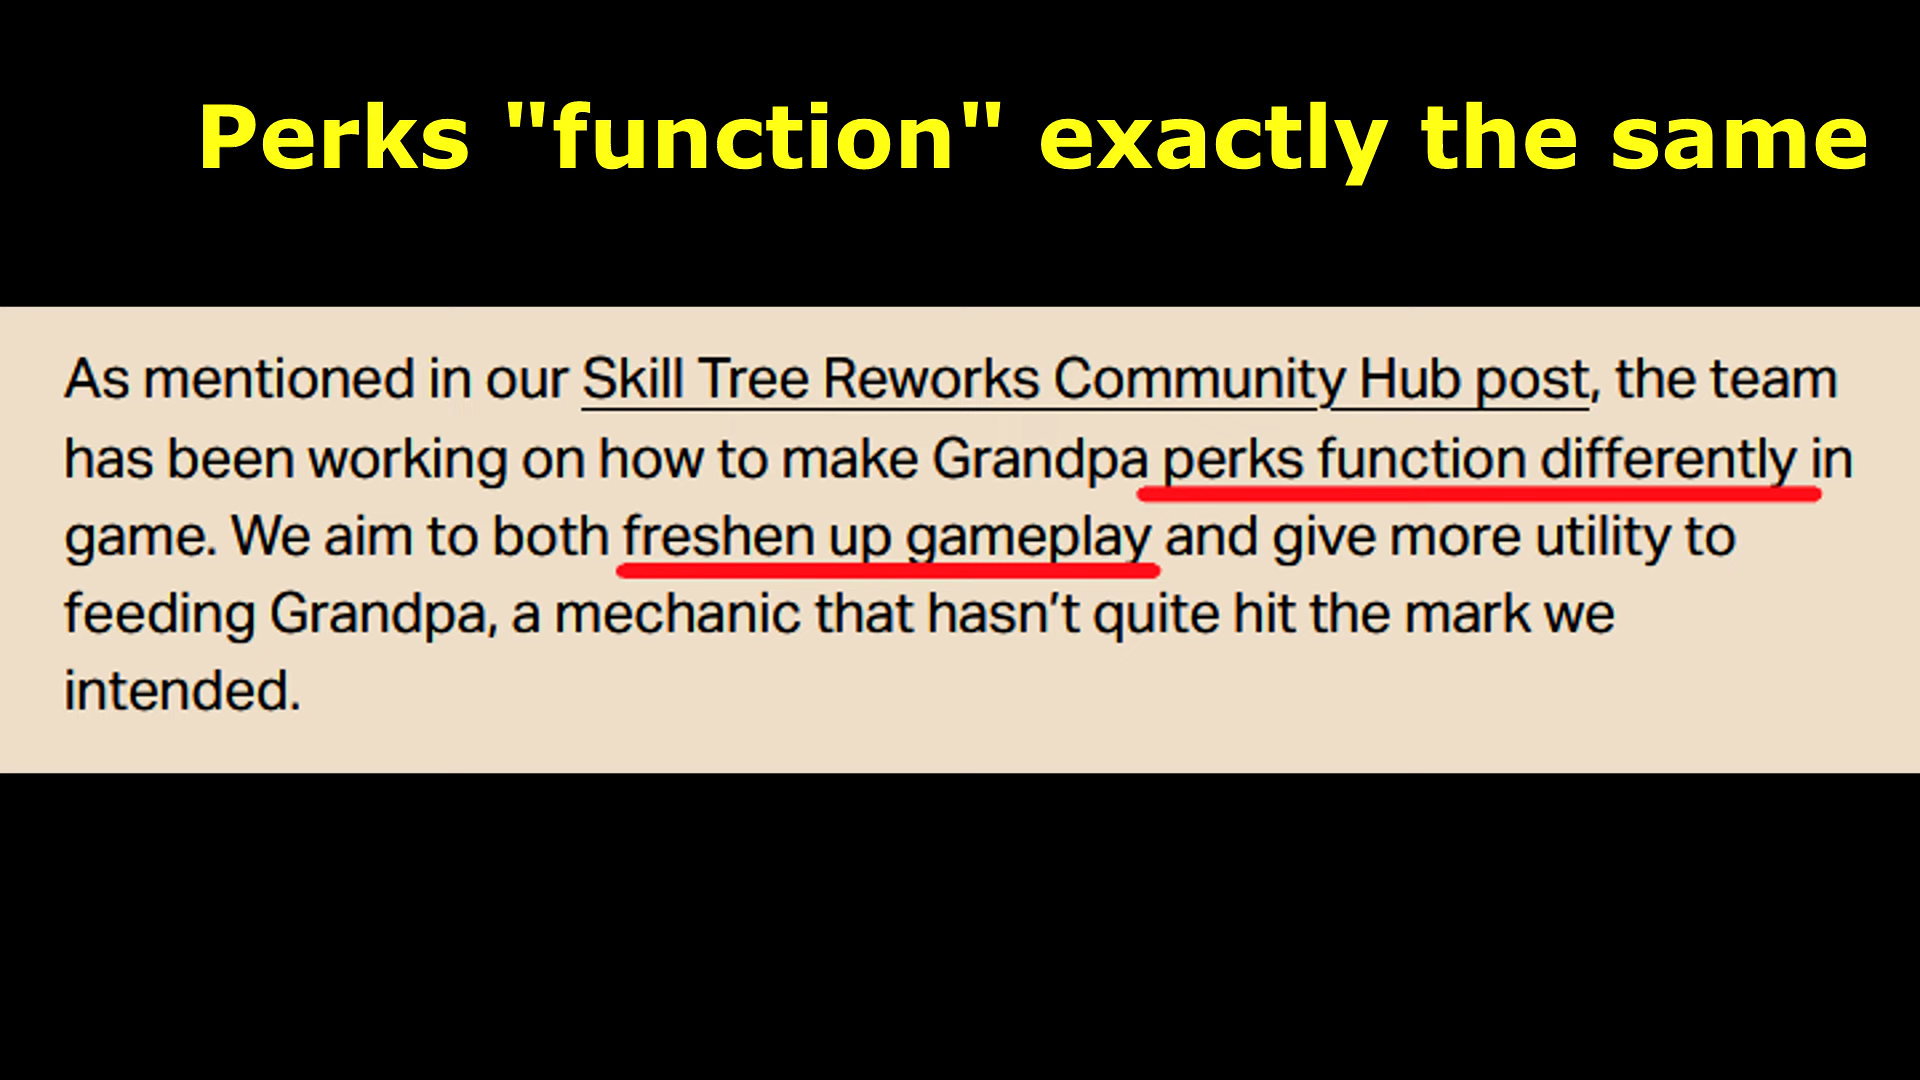 Perks "function" exactly the same
As mentioned in our Skill Tree Reworks Community Hub post, the team
has been working on how to make Grandpa perks function differently in
game. We aim to both freshen up gameplay and give more utility to
feeding Grandpa, a mechanic that hasn’t quite hit the mark we
intended.